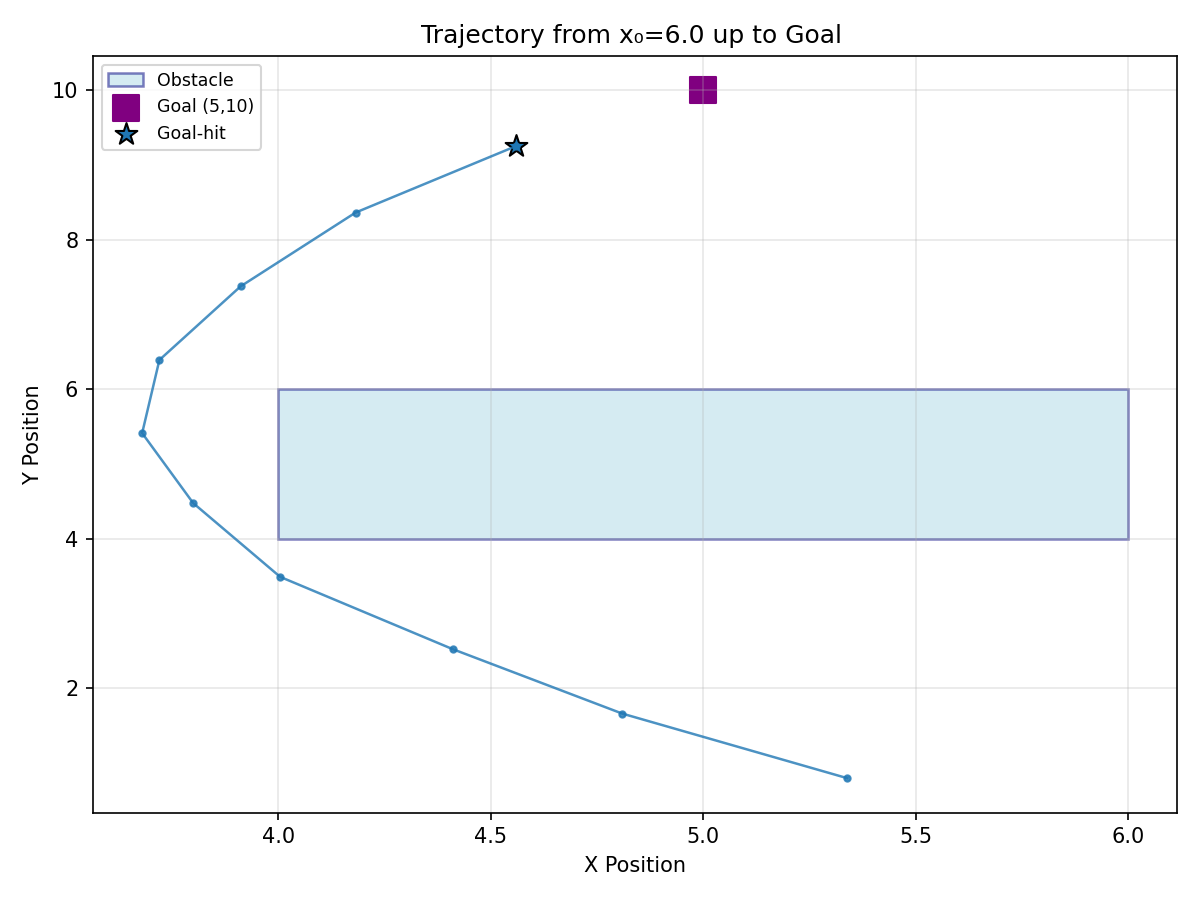 Trajectory from x₀=6.0 up to Goal
Obstacle
Goal (5,10)
Goal-hit
10
8
6
4
2
Y Position
4.0
4.5
5.0
5.5
6.0
X Position